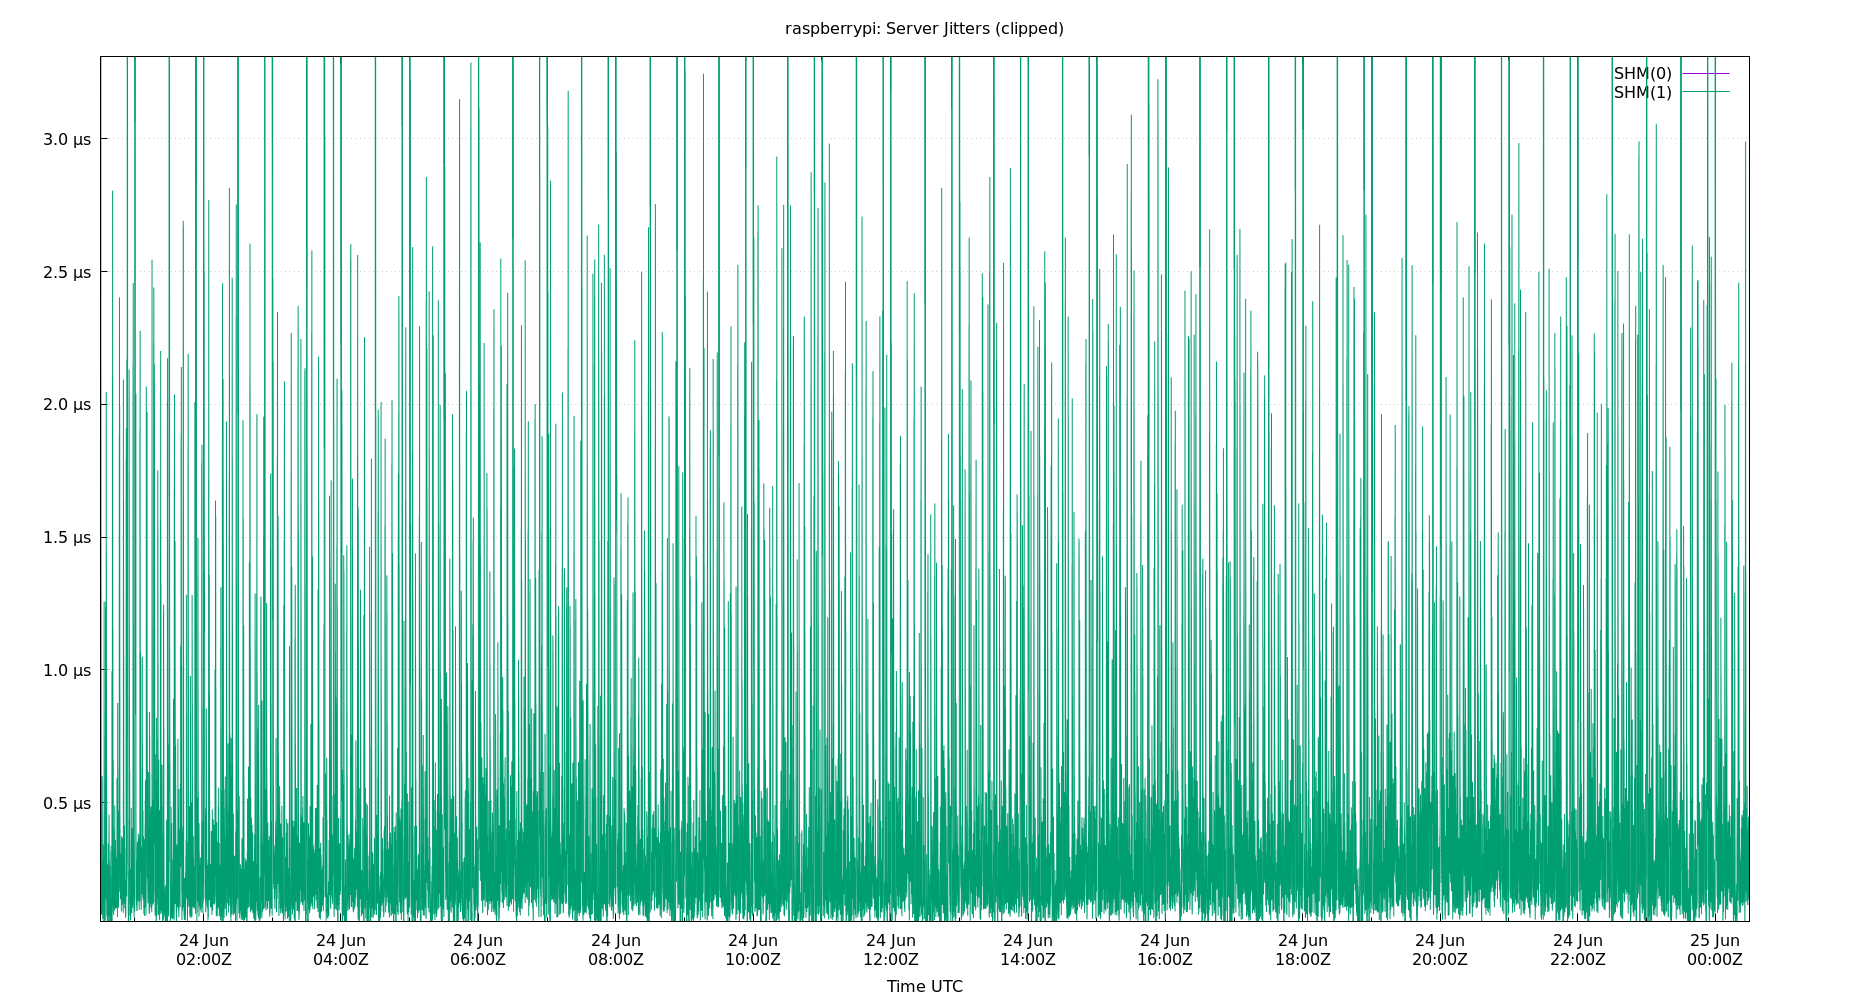 raspberrypi: Server Jitters (clipped)
SHM(0)
SHM(1)
3.0 µs
2.5 µs
2.0 µs
1.5 µs
1.0 µs
0.5 µs
24 Jun 24 Jun 24 Jun 24 Jun 24 Jun 24 Jun 24 Jun 24 Jun 24 Jun 24 Jun 24 Jun 25 Jun
02:00Z 04:00Z 06:00Z 08:00Z 10:00Z 12:00Z 14:00Z 16:00Z 18:00Z 20:00Z 22:00Z 00:00Z
Time UTC